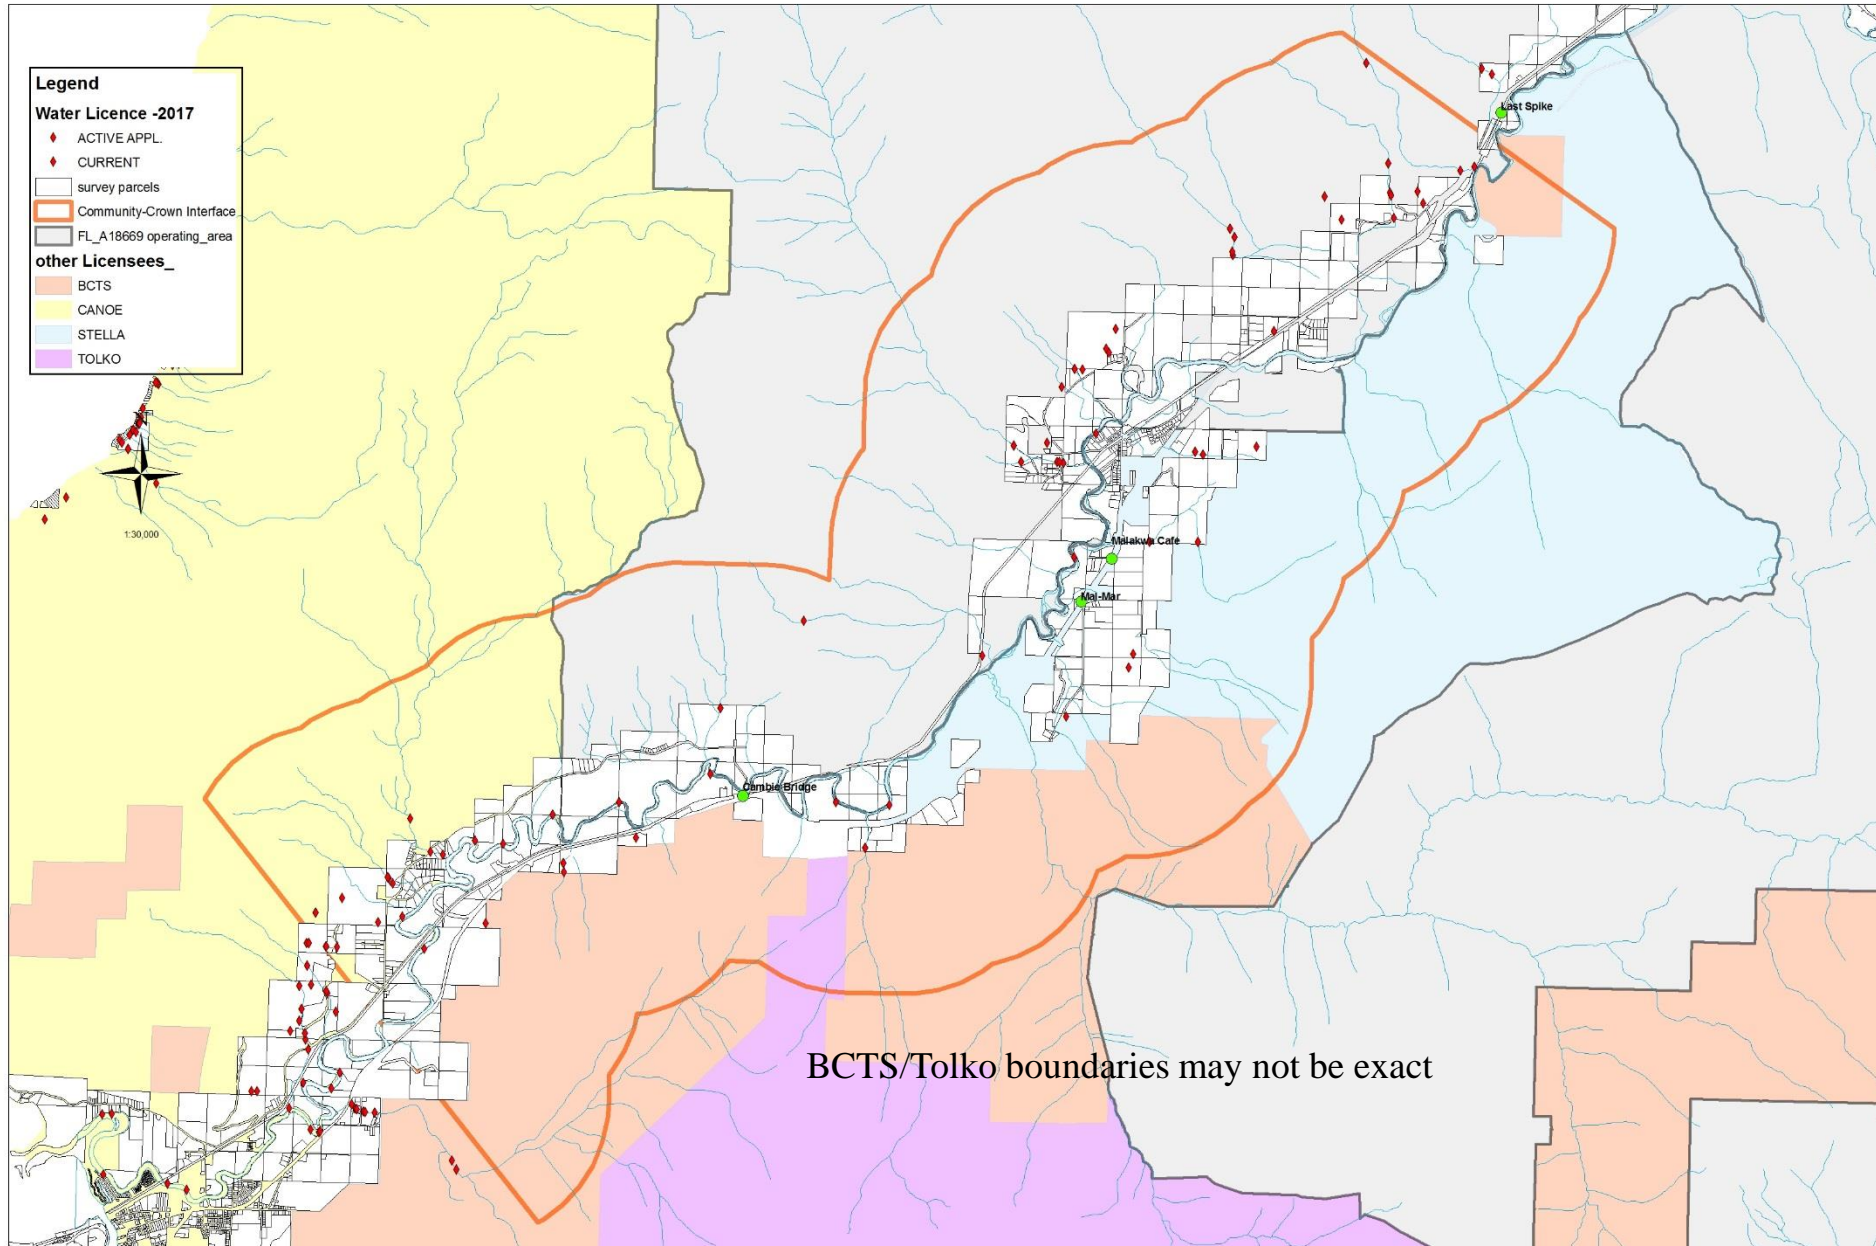 Legend
Water Licence -2017
ACTIVE APPL.
CURRENT
survey parcels
Community-Crown Interface
FL_A18669 operating_area
other Licensees_
BCTS
CANOE
STELLA
TOLKO
N
1:30,000
Last Spike
Malakwa Cafe
Mal-Mar
Cambie Bridge
BCTS/Tolko boundaries may not be exact